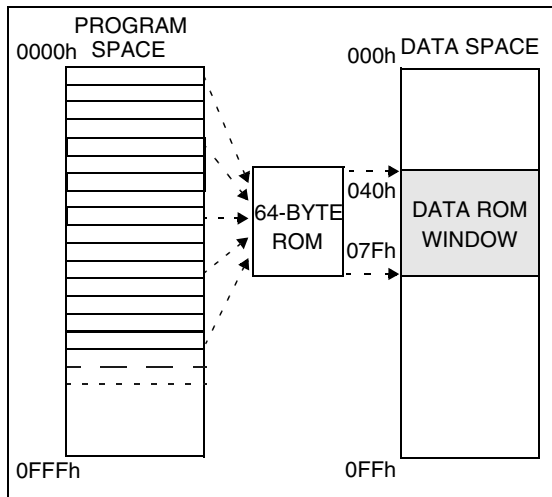 PROGRAM
SPACE
0000h
0FFFh
64-BYTE
ROM
040h
07Fh
DATA SPACE
000h
DATA ROM
WINDOW
0FFh